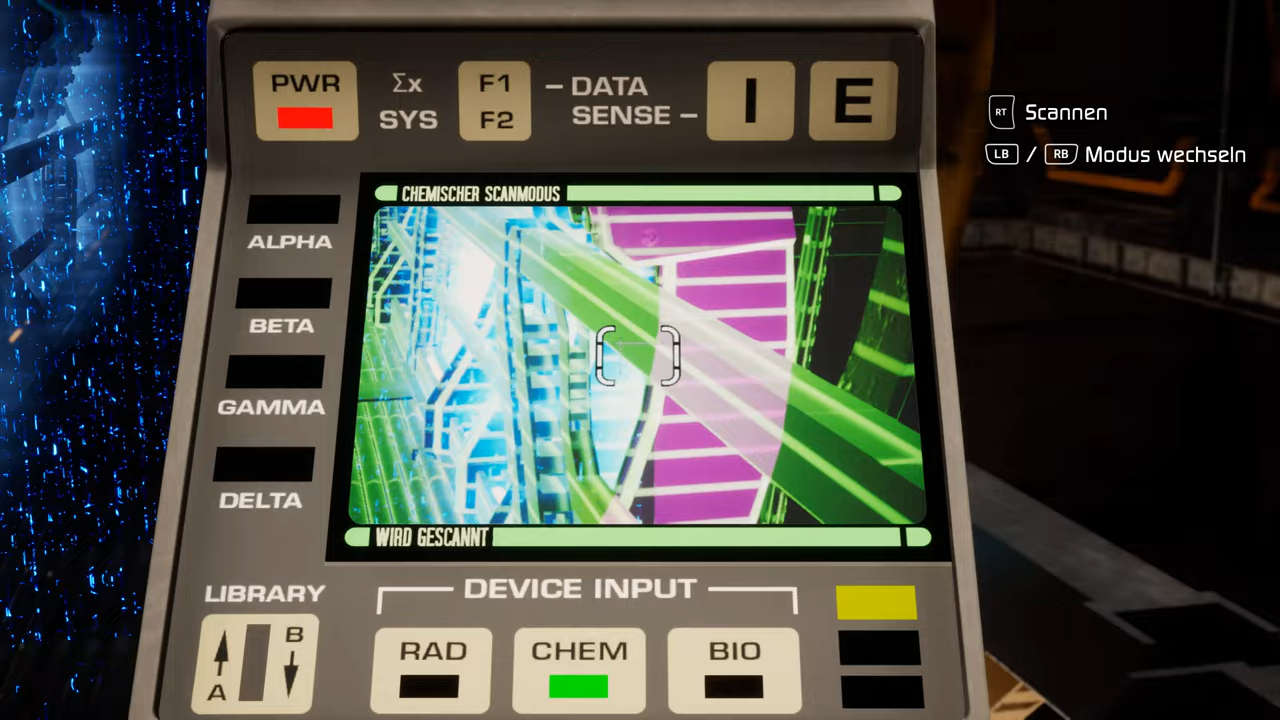 PWR
Σx
SYS
F1
F2
– DATA
SENSE –
I
E
RT Scannen
LB / RB Modus wechseln
CHEMISCHER SCANMODUS
ALPHA
BETA
GAMMA
DELTA
WIRD GESCANNT
LIBRARY
B
A
DEVICE INPUT
RAD
CHEM
BIO